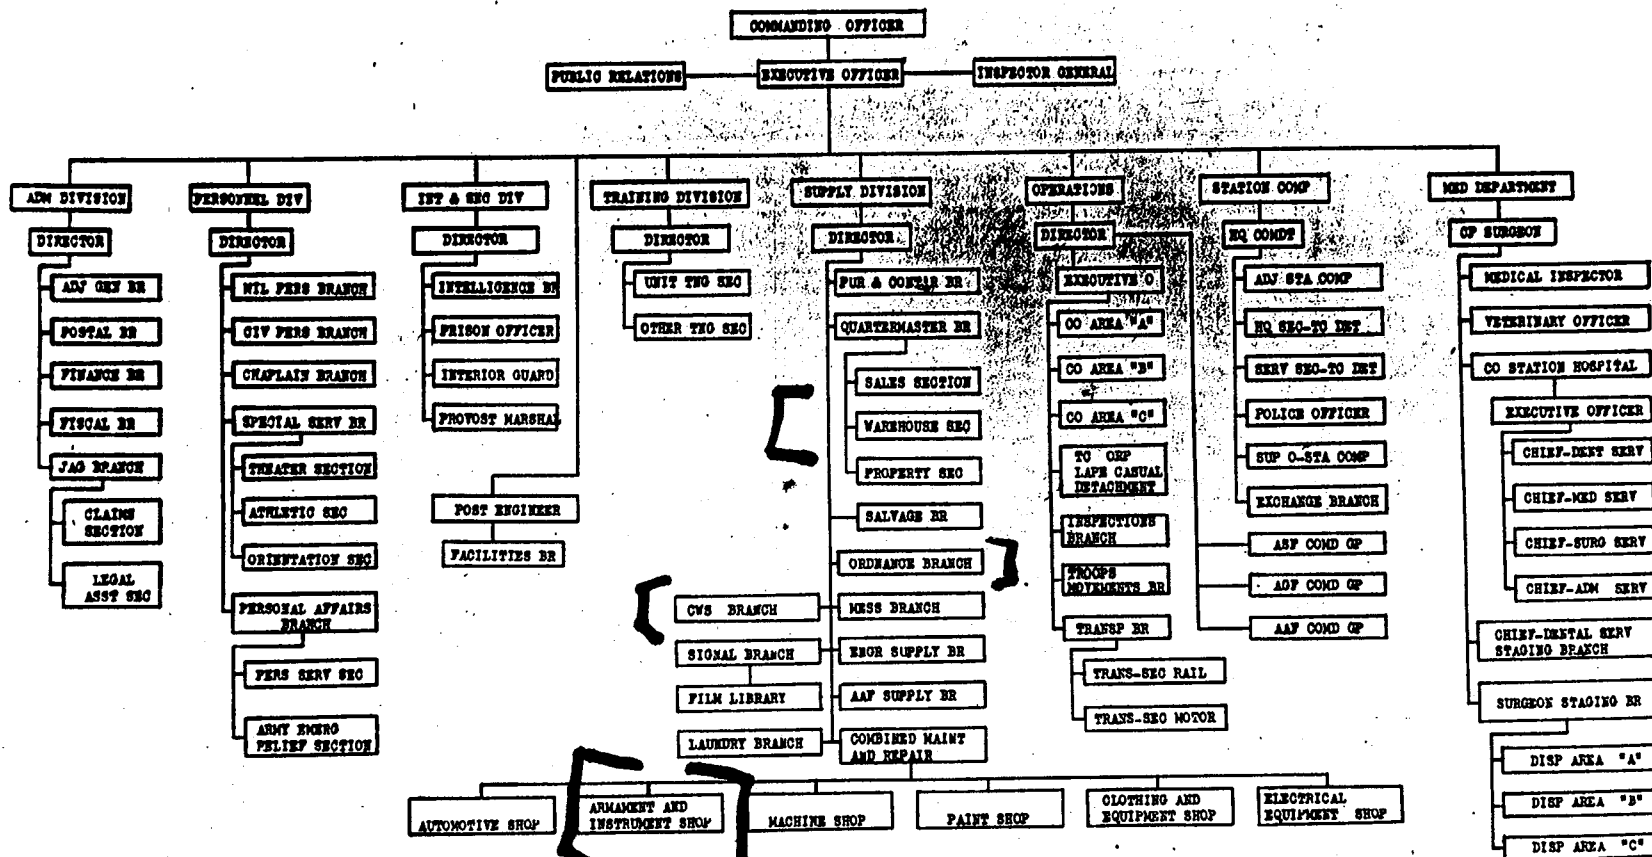 COMMANDING OFFICER
PUBLIC RELATIONS
EXECUTIVE OFFICER
INSPECTOR GENERAL
ADM DIVISION
DIRECTOR
ADJ GEN BR
POSTAL BR
FINANCE BR
FISCAL BR
JAG BRANCH
CLAIMS
SECTION
LEGAL
ASST SEC
PERSONNEL DIV
DIRECTOR
MIL PERS BRANCH
CIV PERS BRANCH
CHAPLAIN BRANCH
SPECIAL SERV BR
THEATER SECTION
ATHLETIC SEC
ORIENTATION SEC
PERSONAL AFFAIRS
BRANCH
PERS SERV SEC
ARMY EMERG
RELIEF SECTION
INT & SEC DIV
DIRECTOR
INTELLIGENCE BR
PRISON OFFICER
INTERIOR GUARD
PROVOST MARSHAL
POST ENGINEER
FACILITIES BR
TRAINING DIVISION
DIRECTOR
UNIT TNG SEC
OTHER TNG SEC
SUPPLY DIVISION
DIRECTOR
PUR & CONTR BR
QUARTERMASTER BR
SALES SECTION
WAREHOUSE SEC
PROPERTY SEC
SALVAGE BR
ORDNANCE BRANCH
CWS BRANCH
MESS BRANCH
SIGNAL BRANCH
ENGR SUPPLY BR
FILM LIBRARY
AAF SUPPLY BR
LAUNDRY BRANCH
COMBINED MAINT
AND REPAIR
AUTOMOTIVE SHOP
ARMAMENT AND
INSTRUMENT SHOP
MACHINE SHOP
PAINT SHOP
CLOTHING AND
EQUIPMENT SHOP
ELECTRICAL
EQUIPMENT SHOP
OPERATIONS
DIRECTOR
EXECUTIVE O
CO AREA "A"
CO AREA "B"
CO AREA "C"
TC ORP
LAPE CASUAL
DETACHMENT
INSPECTIONS
BRANCH
TROOPS
MOVEMENTS BR
TRANSP BR
TRANS-SEC RAIL
TRANS-SEC MOTOR
STATION COMP
HQ COMDT
ADJ STA COMP
HQ SEC-TC DET
SERV SEC-TC DET
POLICE OFFICER
SUP O-STA COMP
EXCHANGE BRANCH
ASF COMD GP
AGF COMD GP
AAF COMD GP
MED DEPARTMENT
CP SURGEON
MEDICAL INSPECTOR
VETERINARY OFFICER
CO STATION HOSPITAL
EXECUTIVE OFFICER
CHIEF-DENT SERV
CHIEF-MED SERV
CHIEF-SURG SERV
CHIEF-ADM SERV
CHIEF-DENTAL SERV
STAGING BRANCH
SURGEON STAGING BR
DISP AREA "A"
DISP AREA "B"
DISP AREA "C"